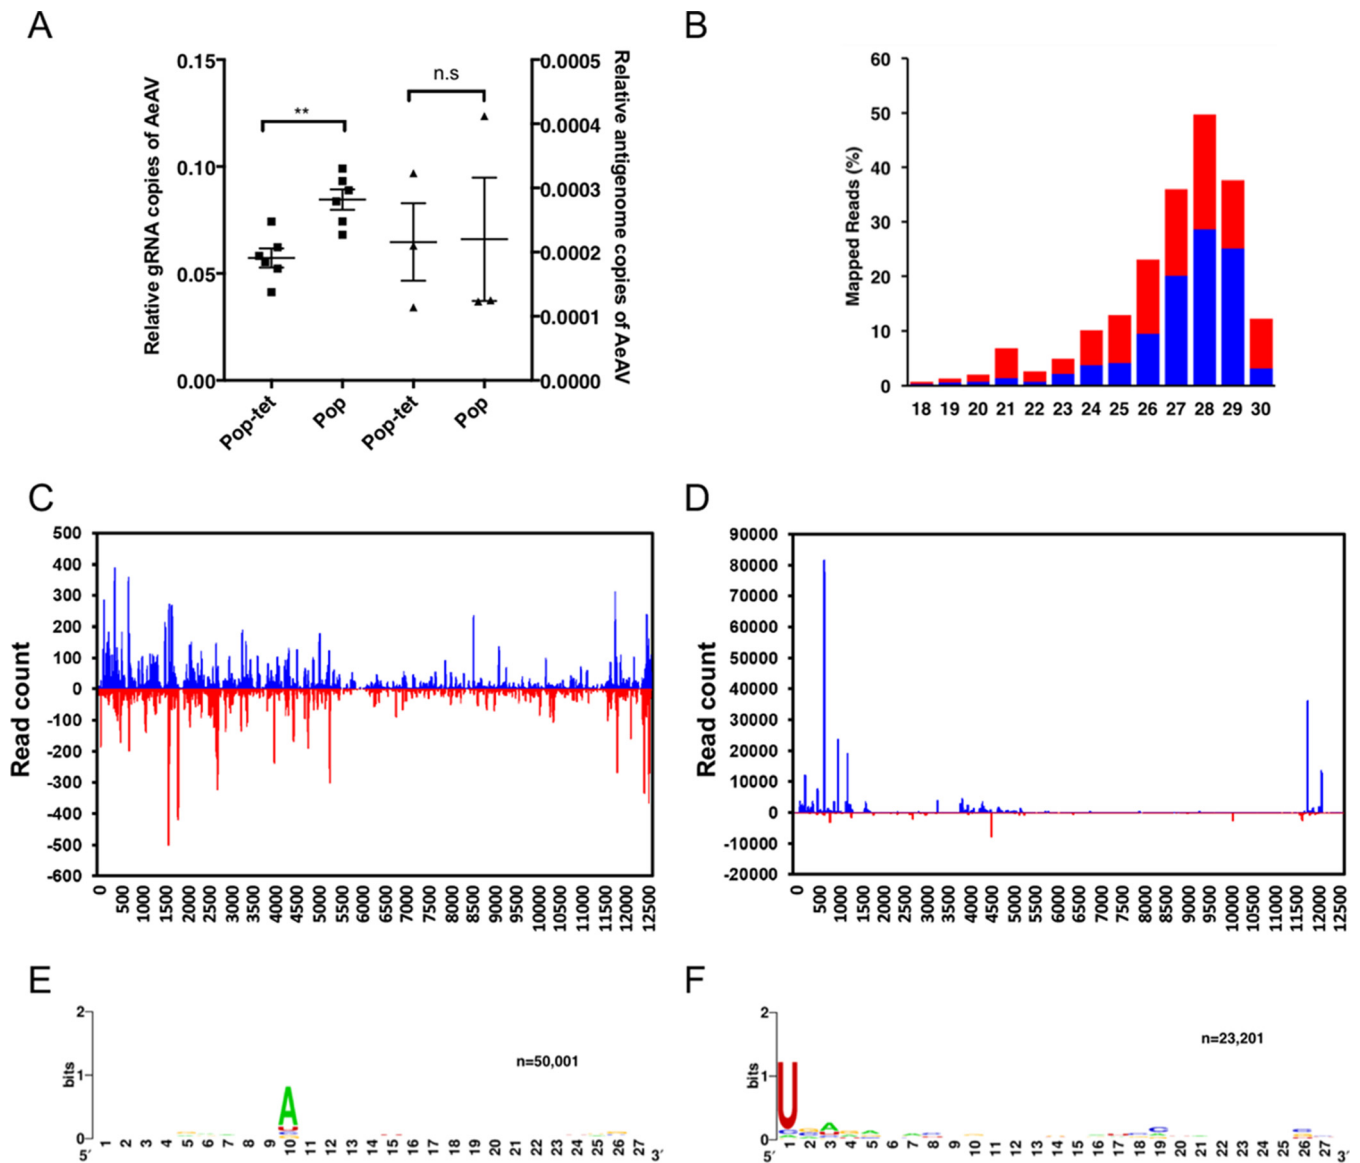 A
Relative gRNA copies of AeAV
0.15
0.10
0.05
0.00
**
n.s
0.0005
0.0004
0.0003
0.0002
0.0001
0.0000
Relative antigenome copies of AeAV
Pop-tet
Pop
Pop-tet
Pop
B
Mapped Reads (%)
60
50
40
30
20
10
0
18 19 20 21 22 23 24 25 26 27 28 29 30
C
Read count
500
400
300
200
100
0
-100
-200
-300
-400
-500
-600
0 500 1000 1500 2000 2500 3000 3500 4000 4500 5000 5500 6000 6500 7000 7500 8000 8500 9000 9500 10000 10500 11000 11500 12000 12500
D
Read count
90000
80000
70000
60000
50000
40000
30000
20000
10000
0
-10000
-20000
0 500 1000 1500 2000 2500 3000 3500 4000 4500 5000 5500 6000 6500 7000 7500 8000 8500 9000 9500 10000 10500 11000 11500 12000 12500
E
bits
2
1
0
n=50,001
A
5′ 1 2 3 4 5 6 7 8 9 10 11 12 13 14 15 16 17 18 19 20 21 22 23 24 25 26 27 3′
F
bits
2
1
0
n=23,201
U
A
5′ 1 2 3 4 5 6 7 8 9 10 11 12 13 14 15 16 17 18 19 20 21 22 23 24 25 26 27 3′